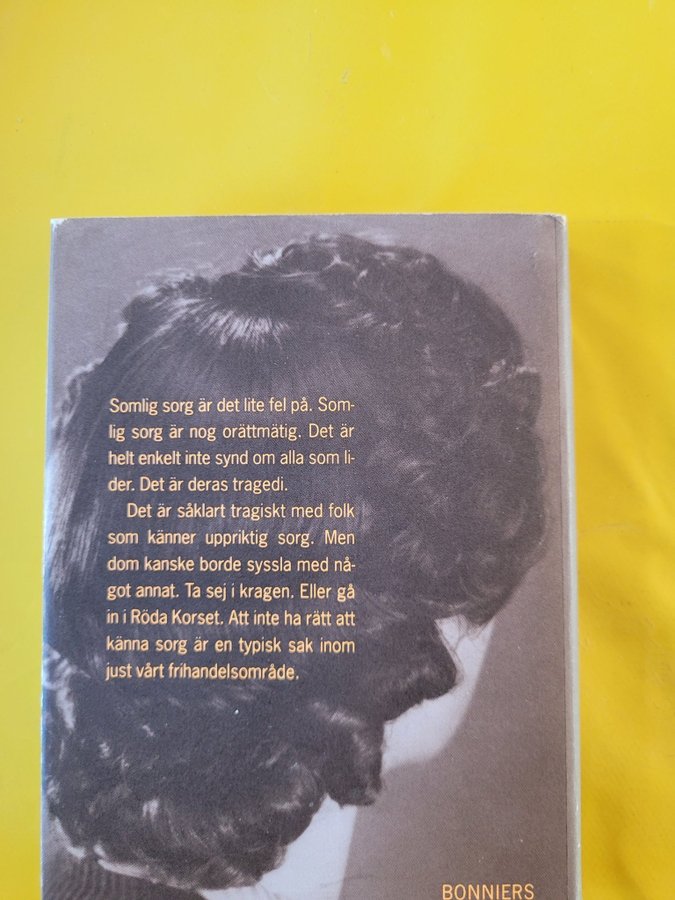 Somlig sorg är det lite fel på. Som-
lig sorg är nog orättmätig. Det är
helt enkelt inte synd om alla som li-
der. Det är deras tragedi.
Det är såklart tragiskt med folk
som känner uppriktig sorg. Men
dom kanske borde syssla med nå-
got annat. Ta sej i kragen. Eller gå
in i Röda Korset. Att inte ha rätt att
känna sorg är en typisk sak inom
just vårt frihandelsområde.
BONNIERS